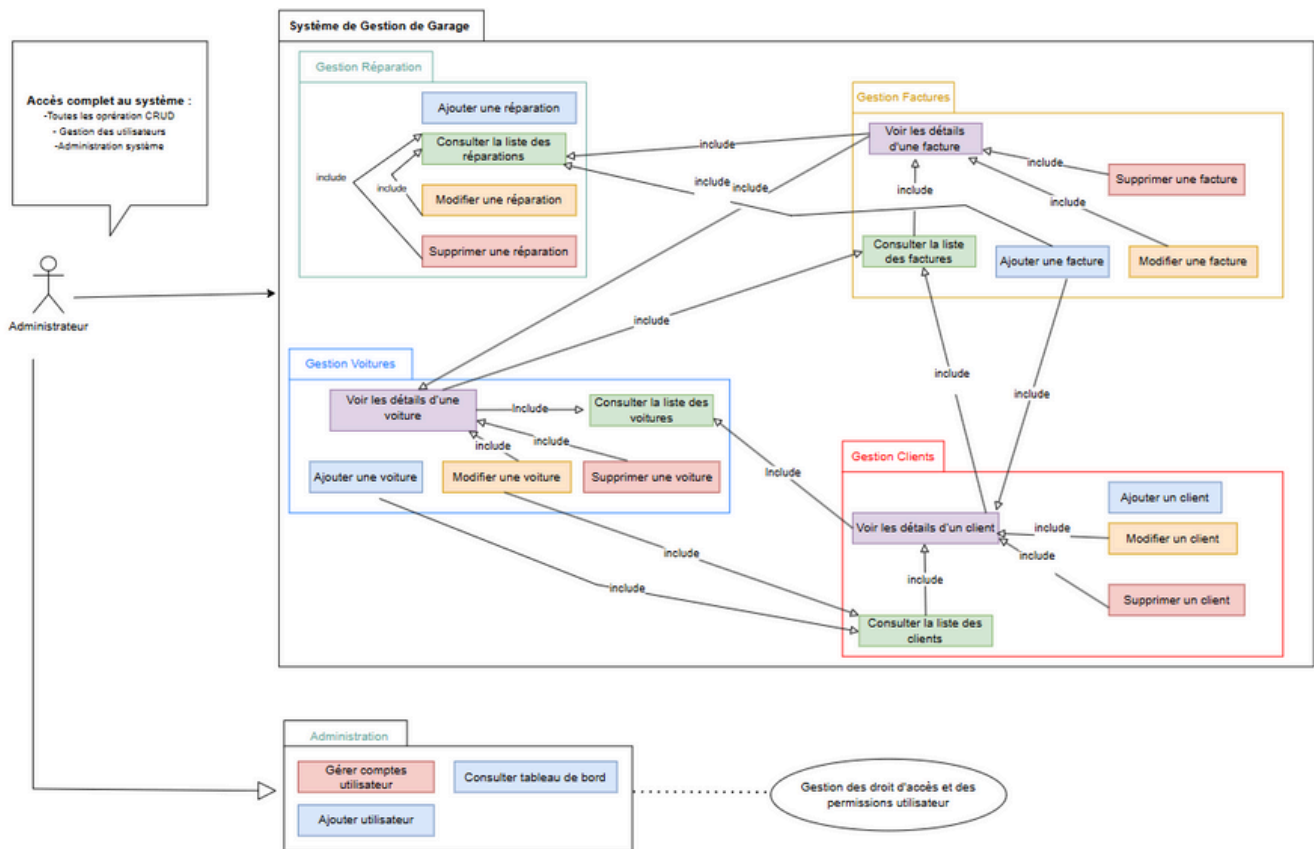 Système de Gestion de Garage
Accès complet au système :
-Toutes les oprération CRUD
- Gestion des utilisateurs
-Administration système
Administrateur
Gestion Réparation
Ajouter une réparation
Consulter la liste des
réparations
include
include
Modifier une réparation
Supprimer une réparation
include
include
include
Gestion Factures
Voir les détails
d'une facture
include
include
Supprimer une facture
Consulter la liste
des factures
Ajouter une facture
Modifier une facture
include
include
include
Gestion Voitures
Voir les détails d'une
voiture
Include
Consulter la liste des
voitures
include
include
Ajouter une voiture
Modifier une voiture
Supprimer une voiture
Include
include
include
Gestion Clients
Ajouter un client
Voir les détails d'un client
include
Modifier un client
include
include
Supprimer un client
Consulter la liste des
clients
Administration
Gérer comptes
utilisateur
Consulter tableau de bord
Ajouter utilisateur
Gestion des droit d'accès et des
permissions utilisateur